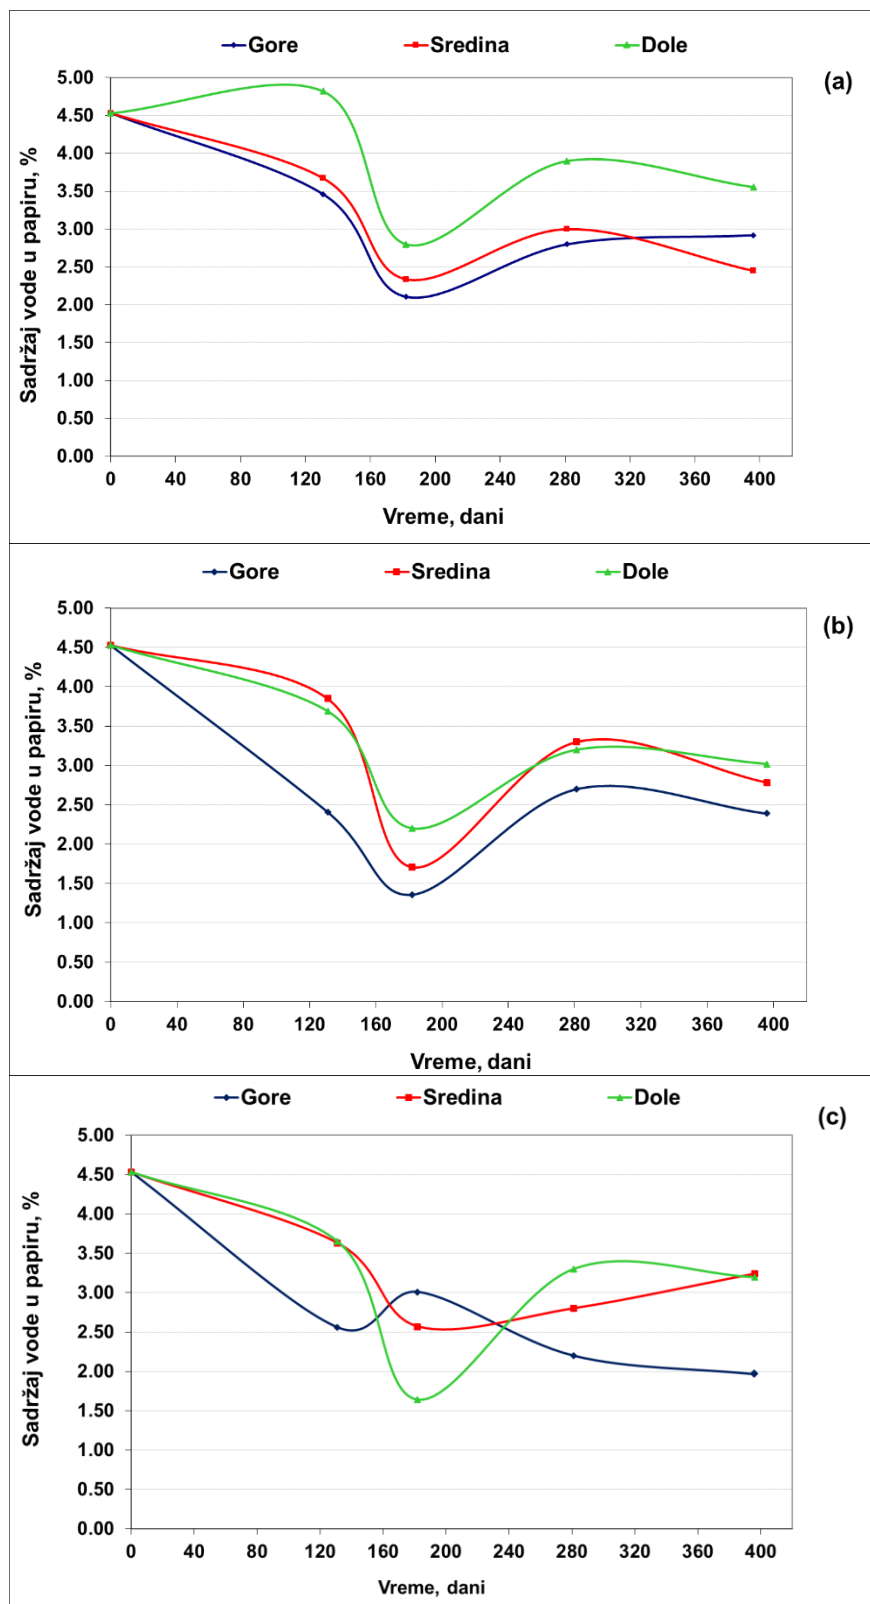 Gore Sredina Dole
(a)
Sadržaj vode u papiru, %
5.00
4.50
4.00
3.50
3.00
2.50
2.00
1.50
1.00
0.50
0.00
0 40 80 120 160 200 240 280 320 360 400
Vreme, dani
Gore Sredina Dole
(b)
Sadržaj vode u papiru, %
5.00
4.50
4.00
3.50
3.00
2.50
2.00
1.50
1.00
0.50
0.00
0 40 80 120 160 200 240 280 320 360 400
Vreme, dani
Gore Sredina Dole
(c)
Sadržaj vode u papiru, %
5.00
4.50
4.00
3.50
3.00
2.50
2.00
1.50
1.00
0.50
0.00
0 40 80 120 160 200 240 280 320 360 400
Vreme, dani